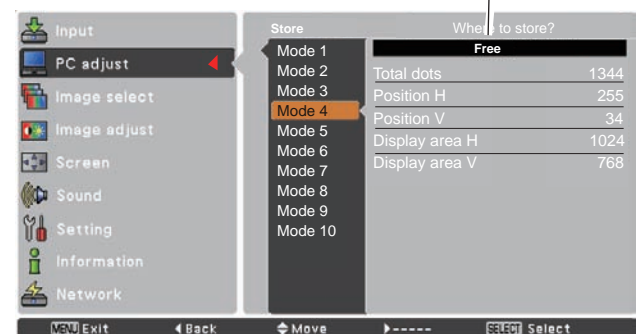 Input
PC adjust
Image select
Image adjust
Screen
Sound
Setting
Information
Network
Store
Mode 1
Mode 2
Mode 3
Mode 4
Mode 5
Mode 6
Mode 7
Mode 8
Mode 9
Mode 10
Where to store?
Free
Total dots 1344
Position H 255
Position V 34
Display area H 1024
Display area V 768
MENU Exit ◀Back ◆Move ▶----- SELECT Select